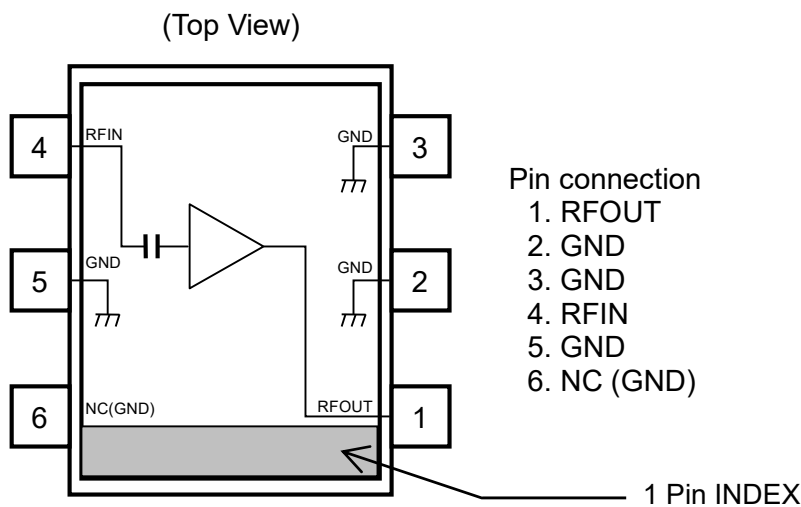 (Top View)
4
RFIN
GND
3
5
GND
GND
2
6
NC(GND)
RFOUT
1
Pin connection
1. RFOUT
2. GND
3. GND
4. RFIN
5. GND
6. NC (GND)
1 Pin INDEX